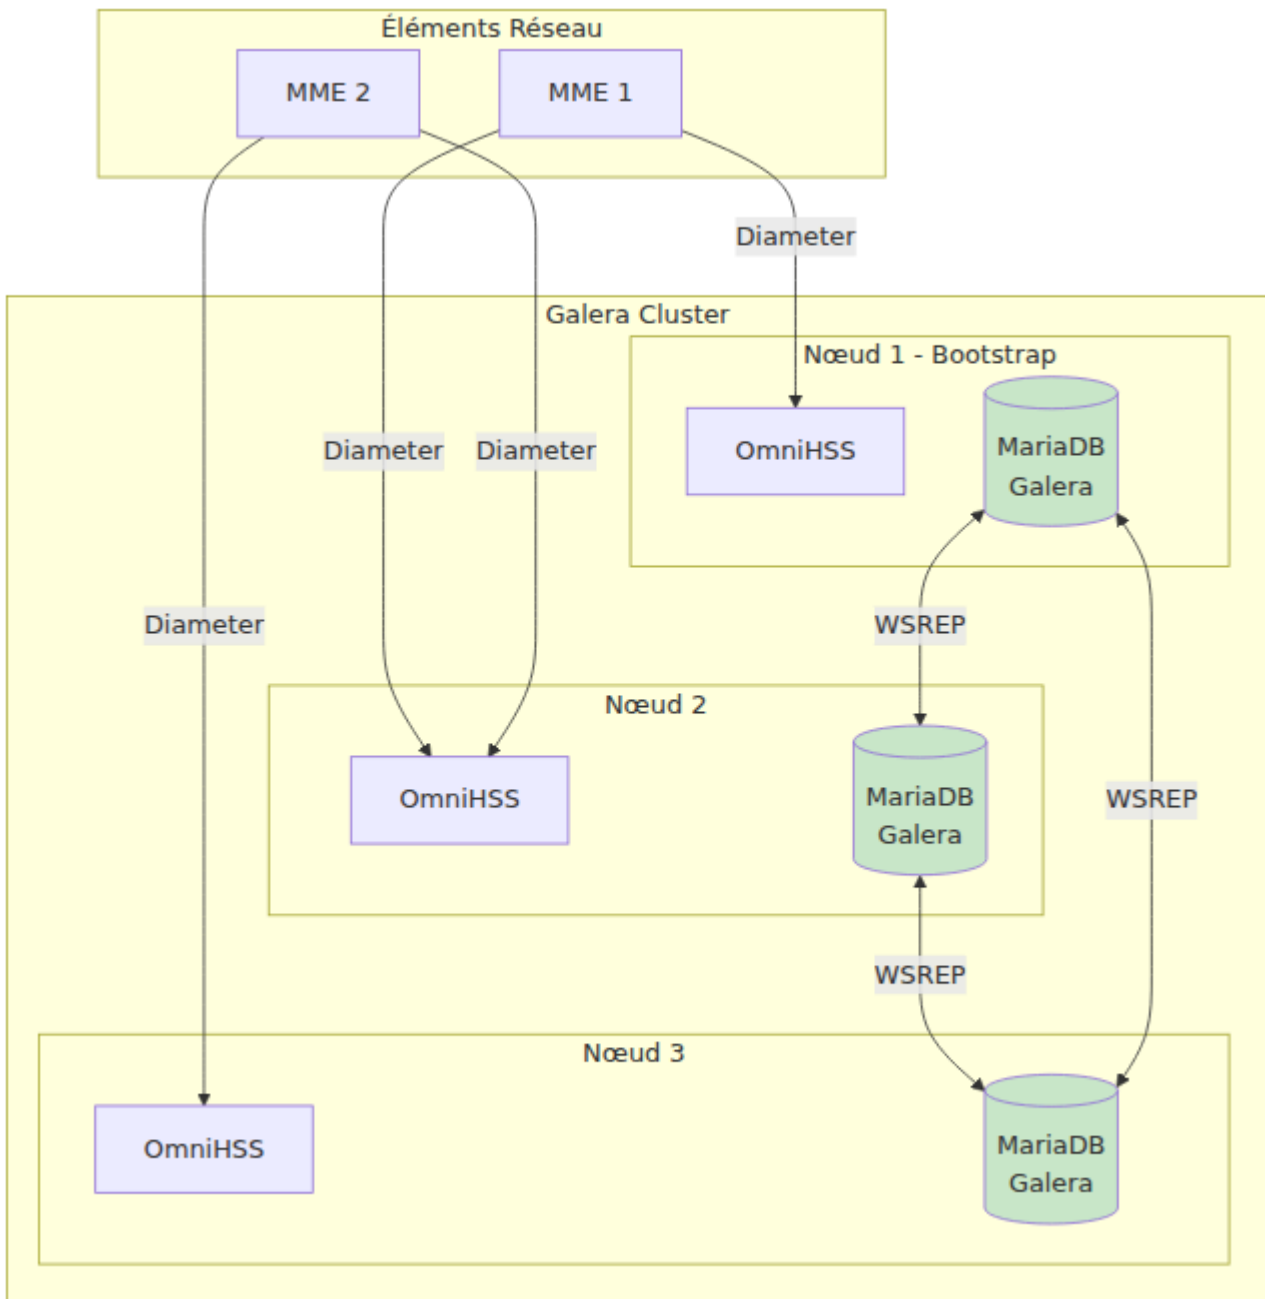 Éléments Réseau
MME 2
MME 1
Diameter
Galera Cluster
Nœud 1 - Bootstrap
OmniHSS
MariaDB
Galera
Diameter
Diameter
Diameter
WSREP
Nœud 2
OmniHSS
MariaDB
Galera
WSREP
WSREP
Nœud 3
OmniHSS
MariaDB
Galera